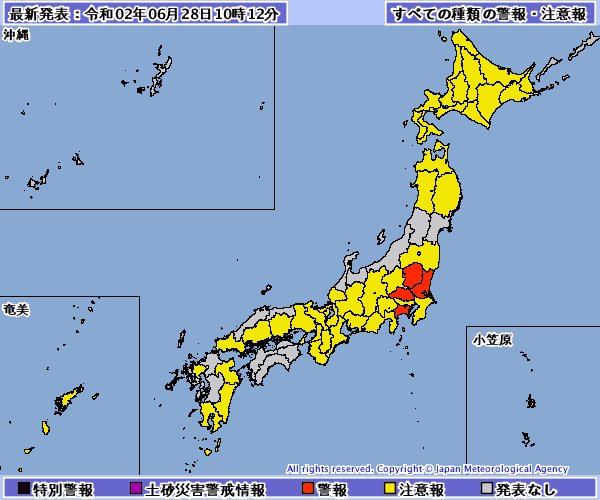 最新発表：令和02年06月28日10時12分
すべての種類の警報・注意報
沖縄
奄美
小笠原
All rights reserved. Copyright © Japan Meteorological Agency
特別警報 土砂災害警戒情報 警報 注意報 発表なし